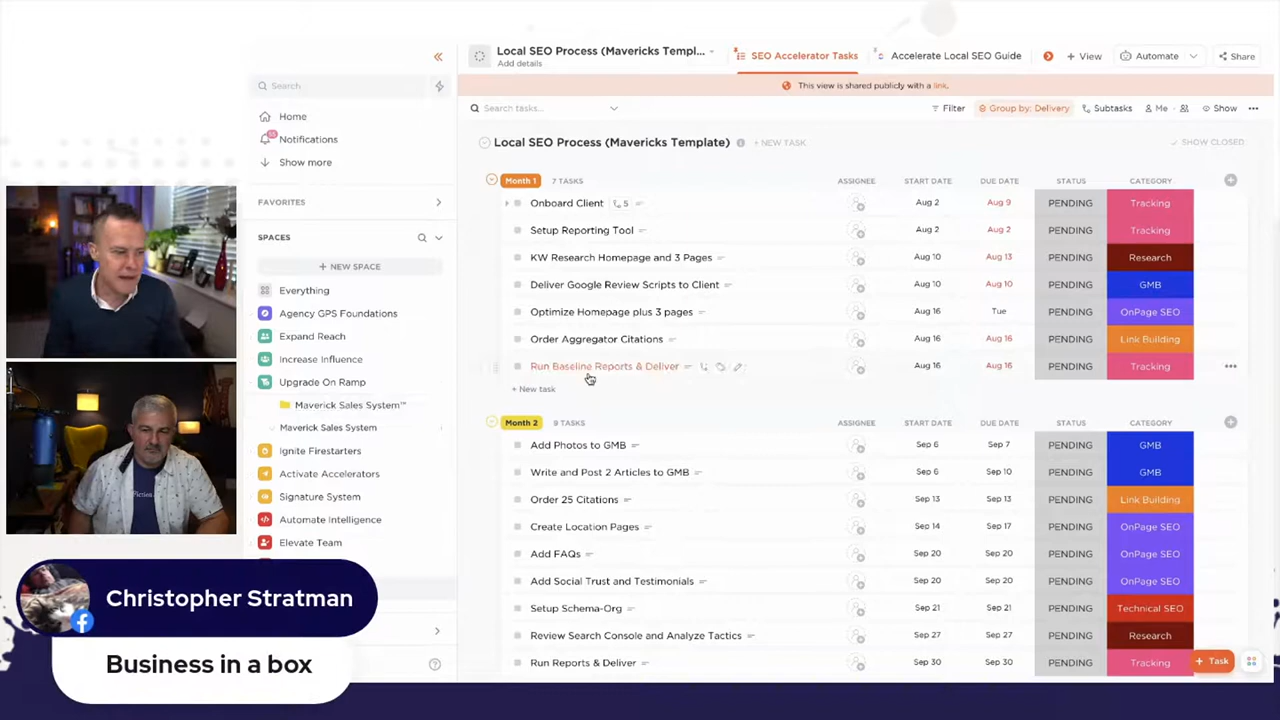 Local SEO Process (Mavericks Templ...
Add details
SEO Accelerator Tasks
Accelerate Local SEO Guide
+ View
Automate
Share
This view is shared publicly with a link.
Search
Search tasks...
Filter
Group by: Delivery
Subtasks
Me
Show
Home
Notifications
Show more
FAVORITES
SPACES
+ NEW SPACE
Everything
Agency GPS Foundations
Expand Reach
Increase Influence
Upgrade On Ramp
Maverick Sales System™
Maverick Sales System
Ignite Firestarters
Activate Accelerators
Signature System
Automate Intelligence
Elevate Team
Local SEO Process (Mavericks Template) + NEW TASK SHOW CLOSED
Month 1 7 TASKS ASSIGNEE START DATE DUE DATE STATUS CATEGORY
Onboard Client 5 Aug 2 Aug 9 PENDING Tracking
Setup Reporting Tool Aug 2 Aug 2 PENDING Tracking
KW Research Homepage and 3 Pages Aug 10 Aug 13 PENDING Research
Deliver Google Review Scripts to Client Aug 10 Aug 10 PENDING GMB
Optimize Homepage plus 3 pages Aug 16 Tue PENDING OnPage SEO
Order Aggregator Citations Aug 16 Aug 16 PENDING Link Building
Run Baseline Reports & Deliver Aug 16 Aug 16 PENDING Tracking
+ New task
Month 2 9 TASKS ASSIGNEE START DATE DUE DATE STATUS CATEGORY
Add Photos to GMB Sep 6 Sep 7 PENDING GMB
Write and Post 2 Articles to GMB Sep 6 Sep 10 PENDING GMB
Order 25 Citations Sep 13 Sep 13 PENDING Link Building
Create Location Pages Sep 14 Sep 17 PENDING OnPage SEO
Add FAQs Sep 20 Sep 20 PENDING OnPage SEO
Add Social Trust and Testimonials Sep 20 Sep 20 PENDING OnPage SEO
Setup Schema-Org Sep 21 Sep 21 PENDING Technical SEO
Review Search Console and Analyze Tactics Sep 27 Sep 27 PENDING Research
Run Reports & Deliver Sep 30 Sep 30 PENDING Tracking
+ Task
Fiction.
Christopher Stratman
Business in a box